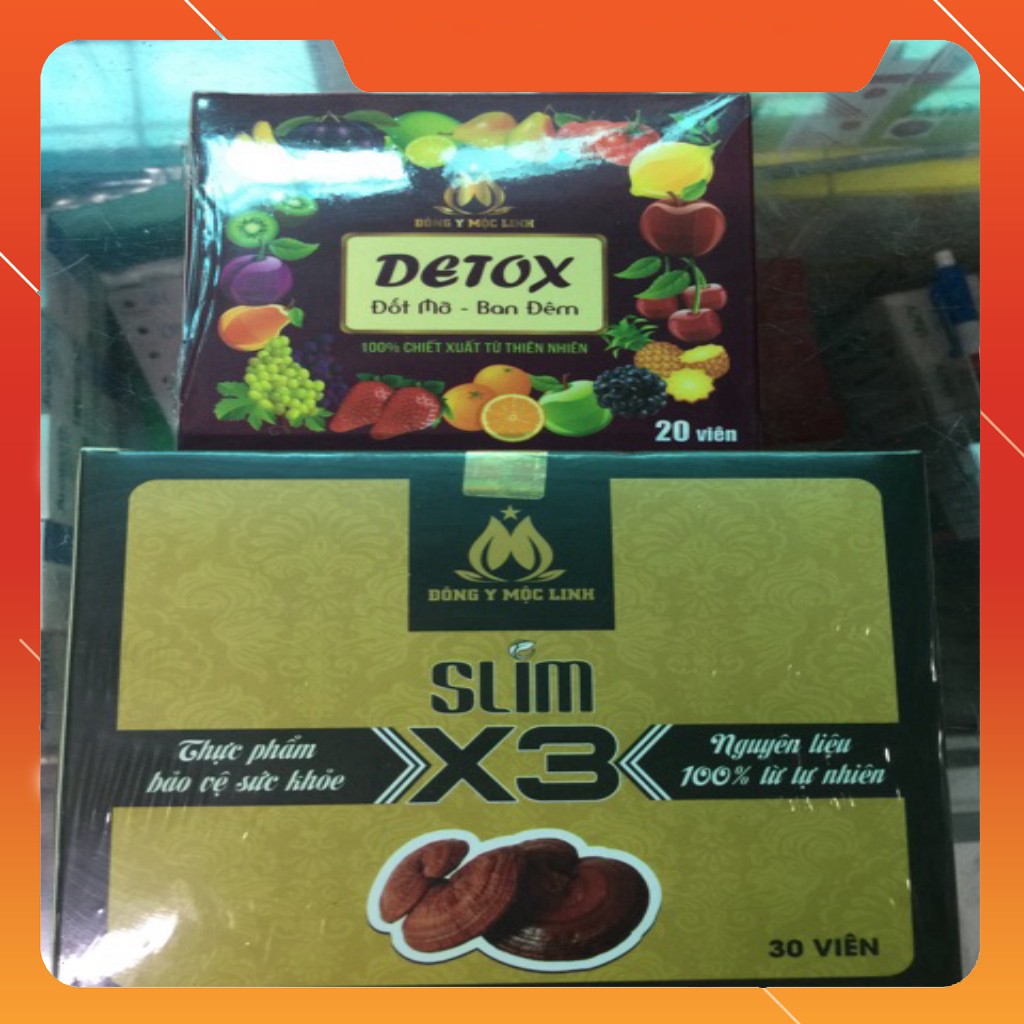 ĐÔNG Y MỘC LINH
DETOX
Đốt Mỡ - Ban Đêm
100% CHIẾT XUẤT TỪ THIÊN NHIÊN
20 viên
ĐÔNG Y MỘC LINH
SLIM
X3
Thực phẩm
bảo vệ sức khỏe
Nguyên liệu
100% từ tự nhiên
30 VIÊN